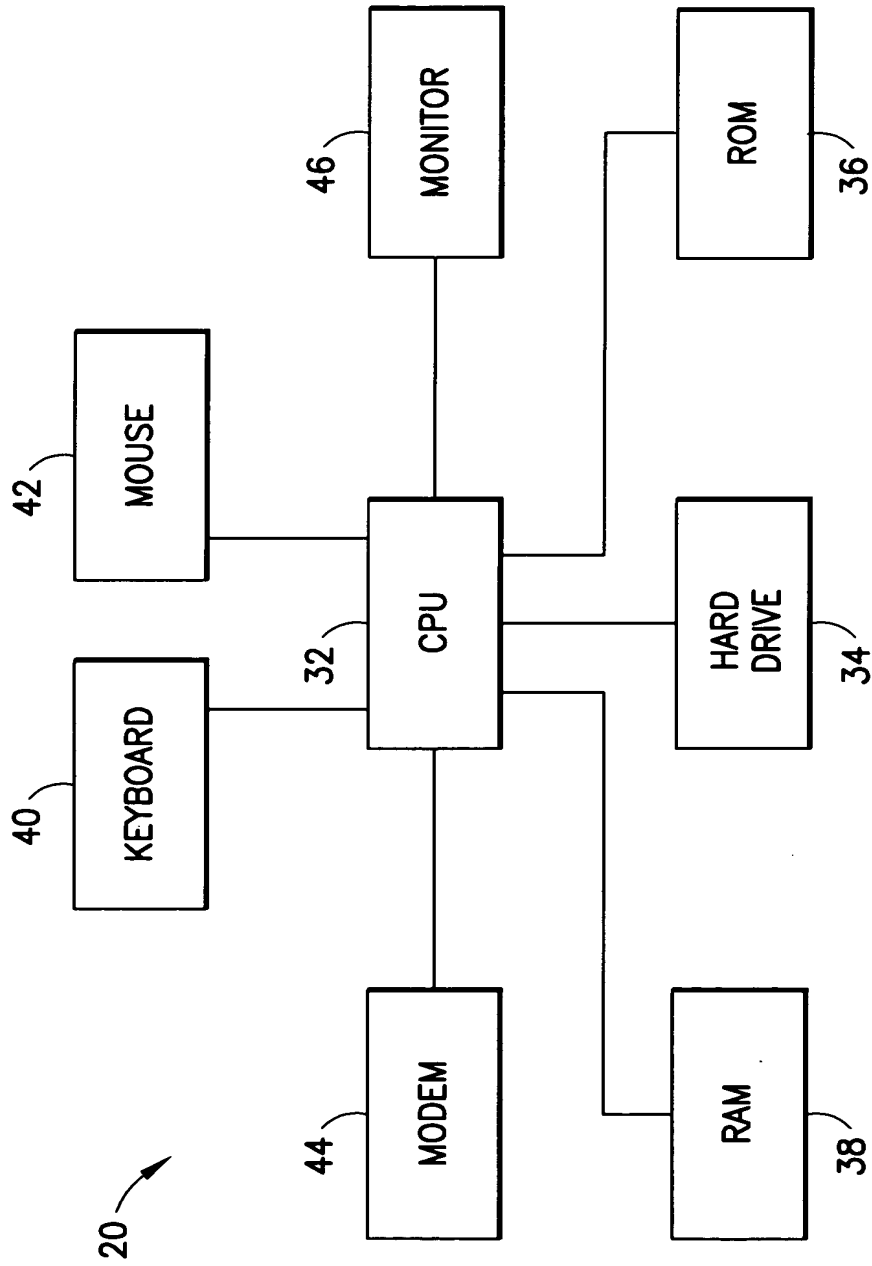 20
40
42
KEYBOARD
MOUSE
44
32
46
MODEM
CPU
MONITOR
RAM
HARD
DRIVE
ROM
38
34
36